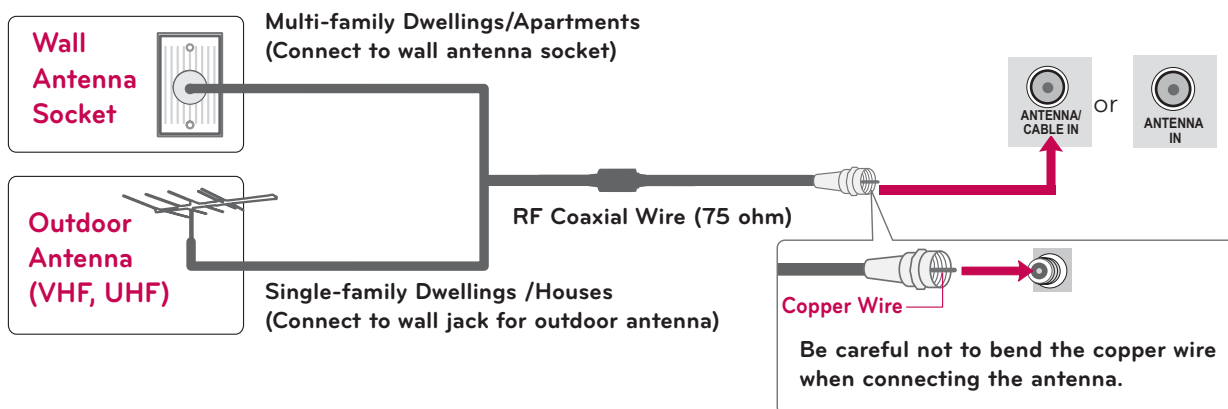 Wall
Antenna
Socket
Multi-family Dwellings/Apartments
(Connect to wall antenna socket)
ANTENNA/
CABLE IN
or
ANTENNA
IN
Outdoor
Antenna
(VHF, UHF)
RF Coaxial Wire (75 ohm)
Single-family Dwellings /Houses
(Connect to wall jack for outdoor antenna)
Copper Wire
Be careful not to bend the copper wire
when connecting the antenna.